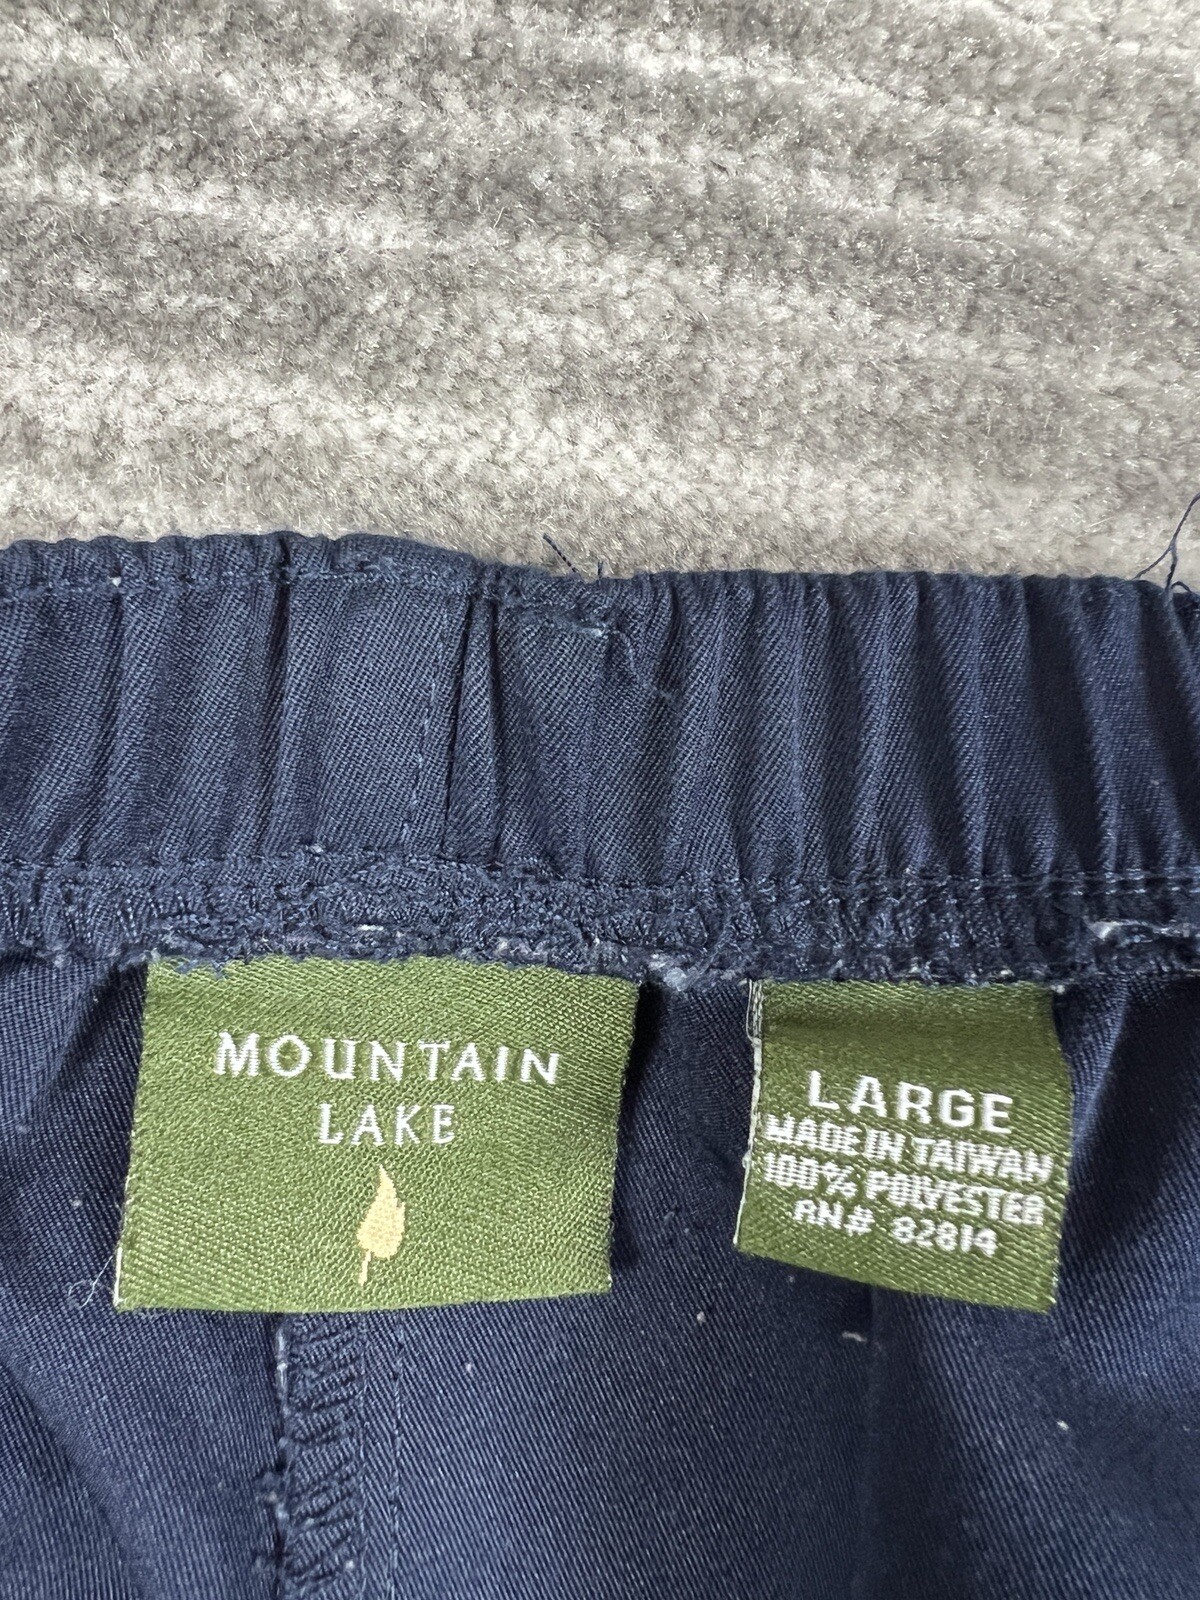 MOUNTAIN
LAKE
LARGE
MADE IN TAIWAN
100% POLYESTER
RN# 82814